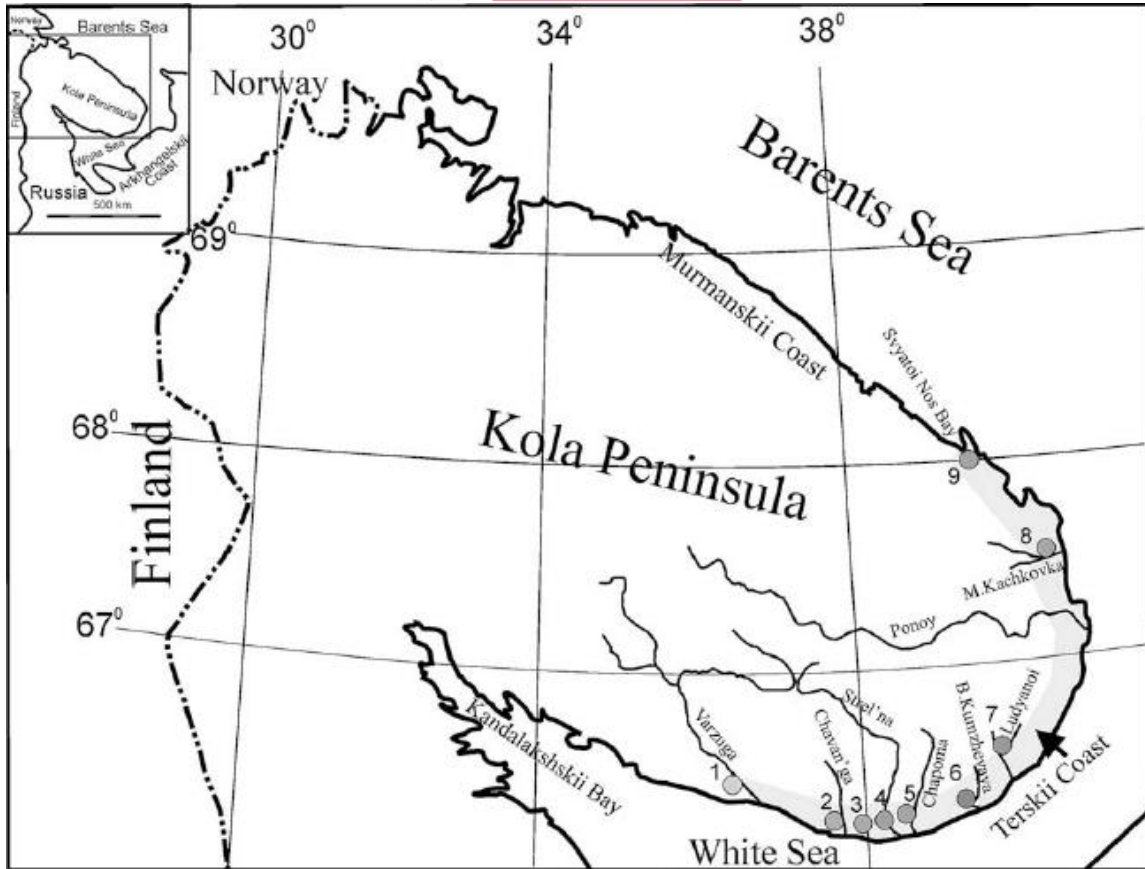 Norway
Barents Sea
Kola Peninsula
Finland
White Sea
Arkhangelskii
Coast
Russia
500 km
30⁰
34⁰
38⁰
Norway
Barents Sea
69⁰
Murmanskii Coast
Svyatoi Nos Bay
68⁰
Kola Peninsula
Finland
9
8
M.Kachkovka
67⁰
Ponoy
Kandalakshskii Bay
Varzuga
Strel'na
Chavan'ga
Chapoma
B.Kumzhevaya
Ludyanoi
1
2
3
4
5
6
7
Terskii Coast
White Sea